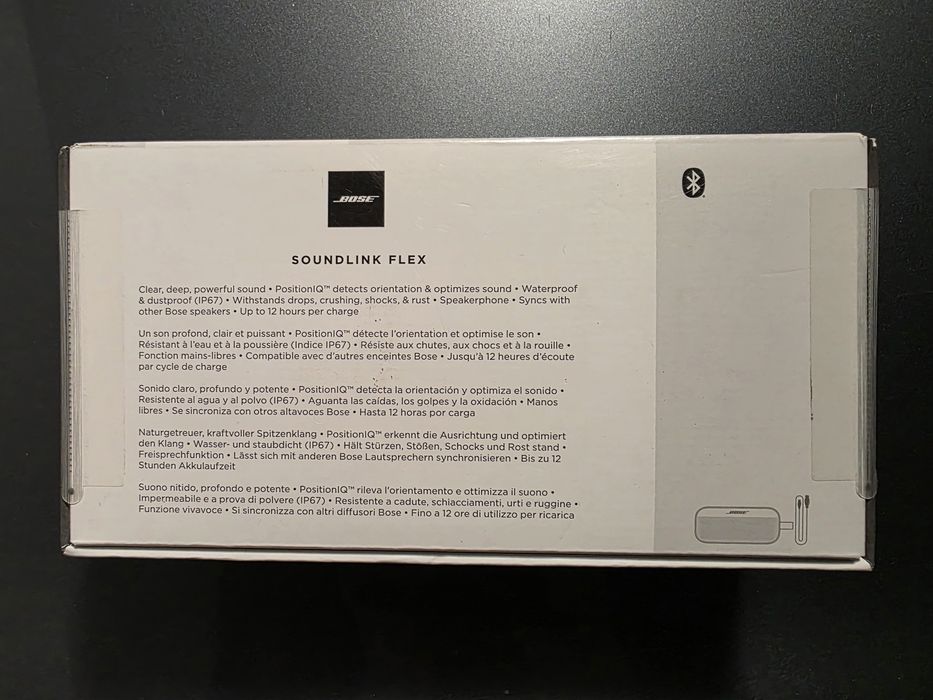 BOSE
SOUNDLINK FLEX
Clear, deep, powerful sound • PositionIQ™ detects orientation & optimizes sound • Waterproof
& dustproof (IP67) • Withstands drops, crushing, shocks, & rust • Speakerphone • Syncs with
other Bose speakers • Up to 12 hours per charge
Un son profond, clair et puissant • PositionIQ™ détecte l'orientation et optimise le son •
Résistant à l'eau et à la poussière (Indice IP67) • Résiste aux chutes, aux chocs et à la rouille •
Fonction mains-libres • Compatible avec d'autres enceintes Bose • Jusqu'à 12 heures d'écoute
par cycle de charge
Sonido claro, profundo y potente • PositionIQ™ detecta la orientación y optimiza el sonido •
Resistente al agua y al polvo (IP67) • Aguanta las caídas, los golpes y la oxidación • Manos
libres • Se sincroniza con otros altavoces Bose • Hasta 12 horas por carga
Naturgetreuer, kraftvoller Spitzenklang • PositionIQ™ erkennt die Ausrichtung und optimiert
den Klang • Wasser- und staubdicht (IP67) • Hält Stürzen, Stößen, Schocks und Rost stand •
Freisprechfunktion • Lässt sich mit anderen Bose Lautsprechern synchronisieren • Bis zu 12
Stunden Akkulaufzeit
Suono nitido, profondo e potente • PositionIQ™ rileva l'orientamento e ottimizza il suono •
Impermeabile e a prova di polvere (IP67) • Resistente a cadute, schiacciamenti, urti e ruggine •
Funzione vivavoce • Si sincronizza con altri diffusori Bose • Fino a 12 ore di utilizzo per ricarica
BOSE